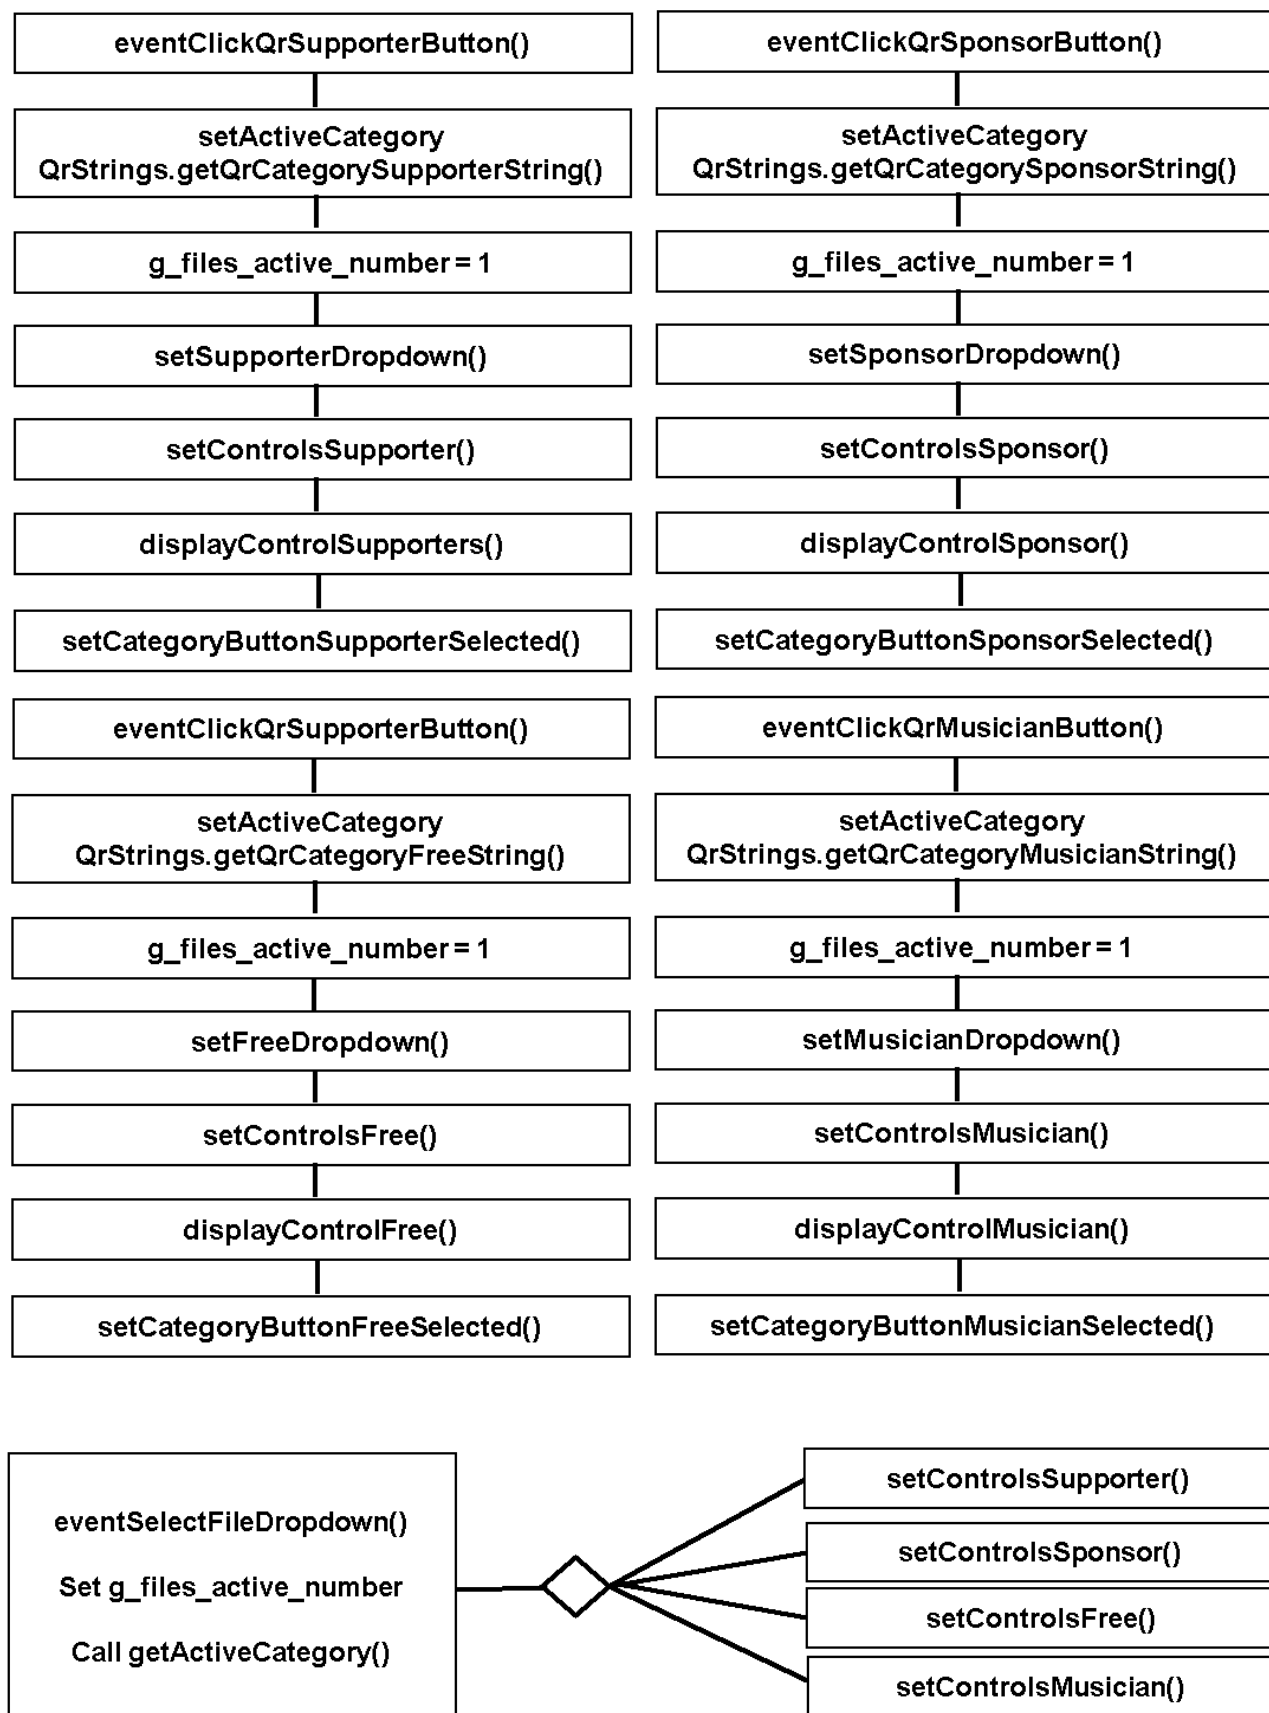 eventClickQrSupporterButton()
setActiveCategory
QrStrings.getQrCategorySupporterString()
g_files_active_number = 1
setSupporterDropdown()
setControlsSupporter()
displayControlSupporters()
setCategoryButtonSupporterSelected()
eventClickQrSponsorButton()
setActiveCategory
QrStrings.getQrCategorySponsorString()
g_files_active_number = 1
setSponsorDropdown()
setControlsSponsor()
displayControlSponsor()
setCategoryButtonSponsorSelected()
eventClickQrSupporterButton()
setActiveCategory
QrStrings.getQrCategoryFreeString()
g_files_active_number = 1
setFreeDropdown()
setControlsFree()
displayControlFree()
setCategoryButtonFreeSelected()
eventClickQrMusicianButton()
setActiveCategory
QrStrings.getQrCategoryMusicianString()
g_files_active_number = 1
setMusicianDropdown()
setControlsMusician()
displayControlMusician()
setCategoryButtonMusicianSelected()
eventSelectFileDropdown()
Set g_files_active_number
Call getActiveCategory()
setControlsSupporter()
setControlsSponsor()
setControlsFree()
setControlsMusician()